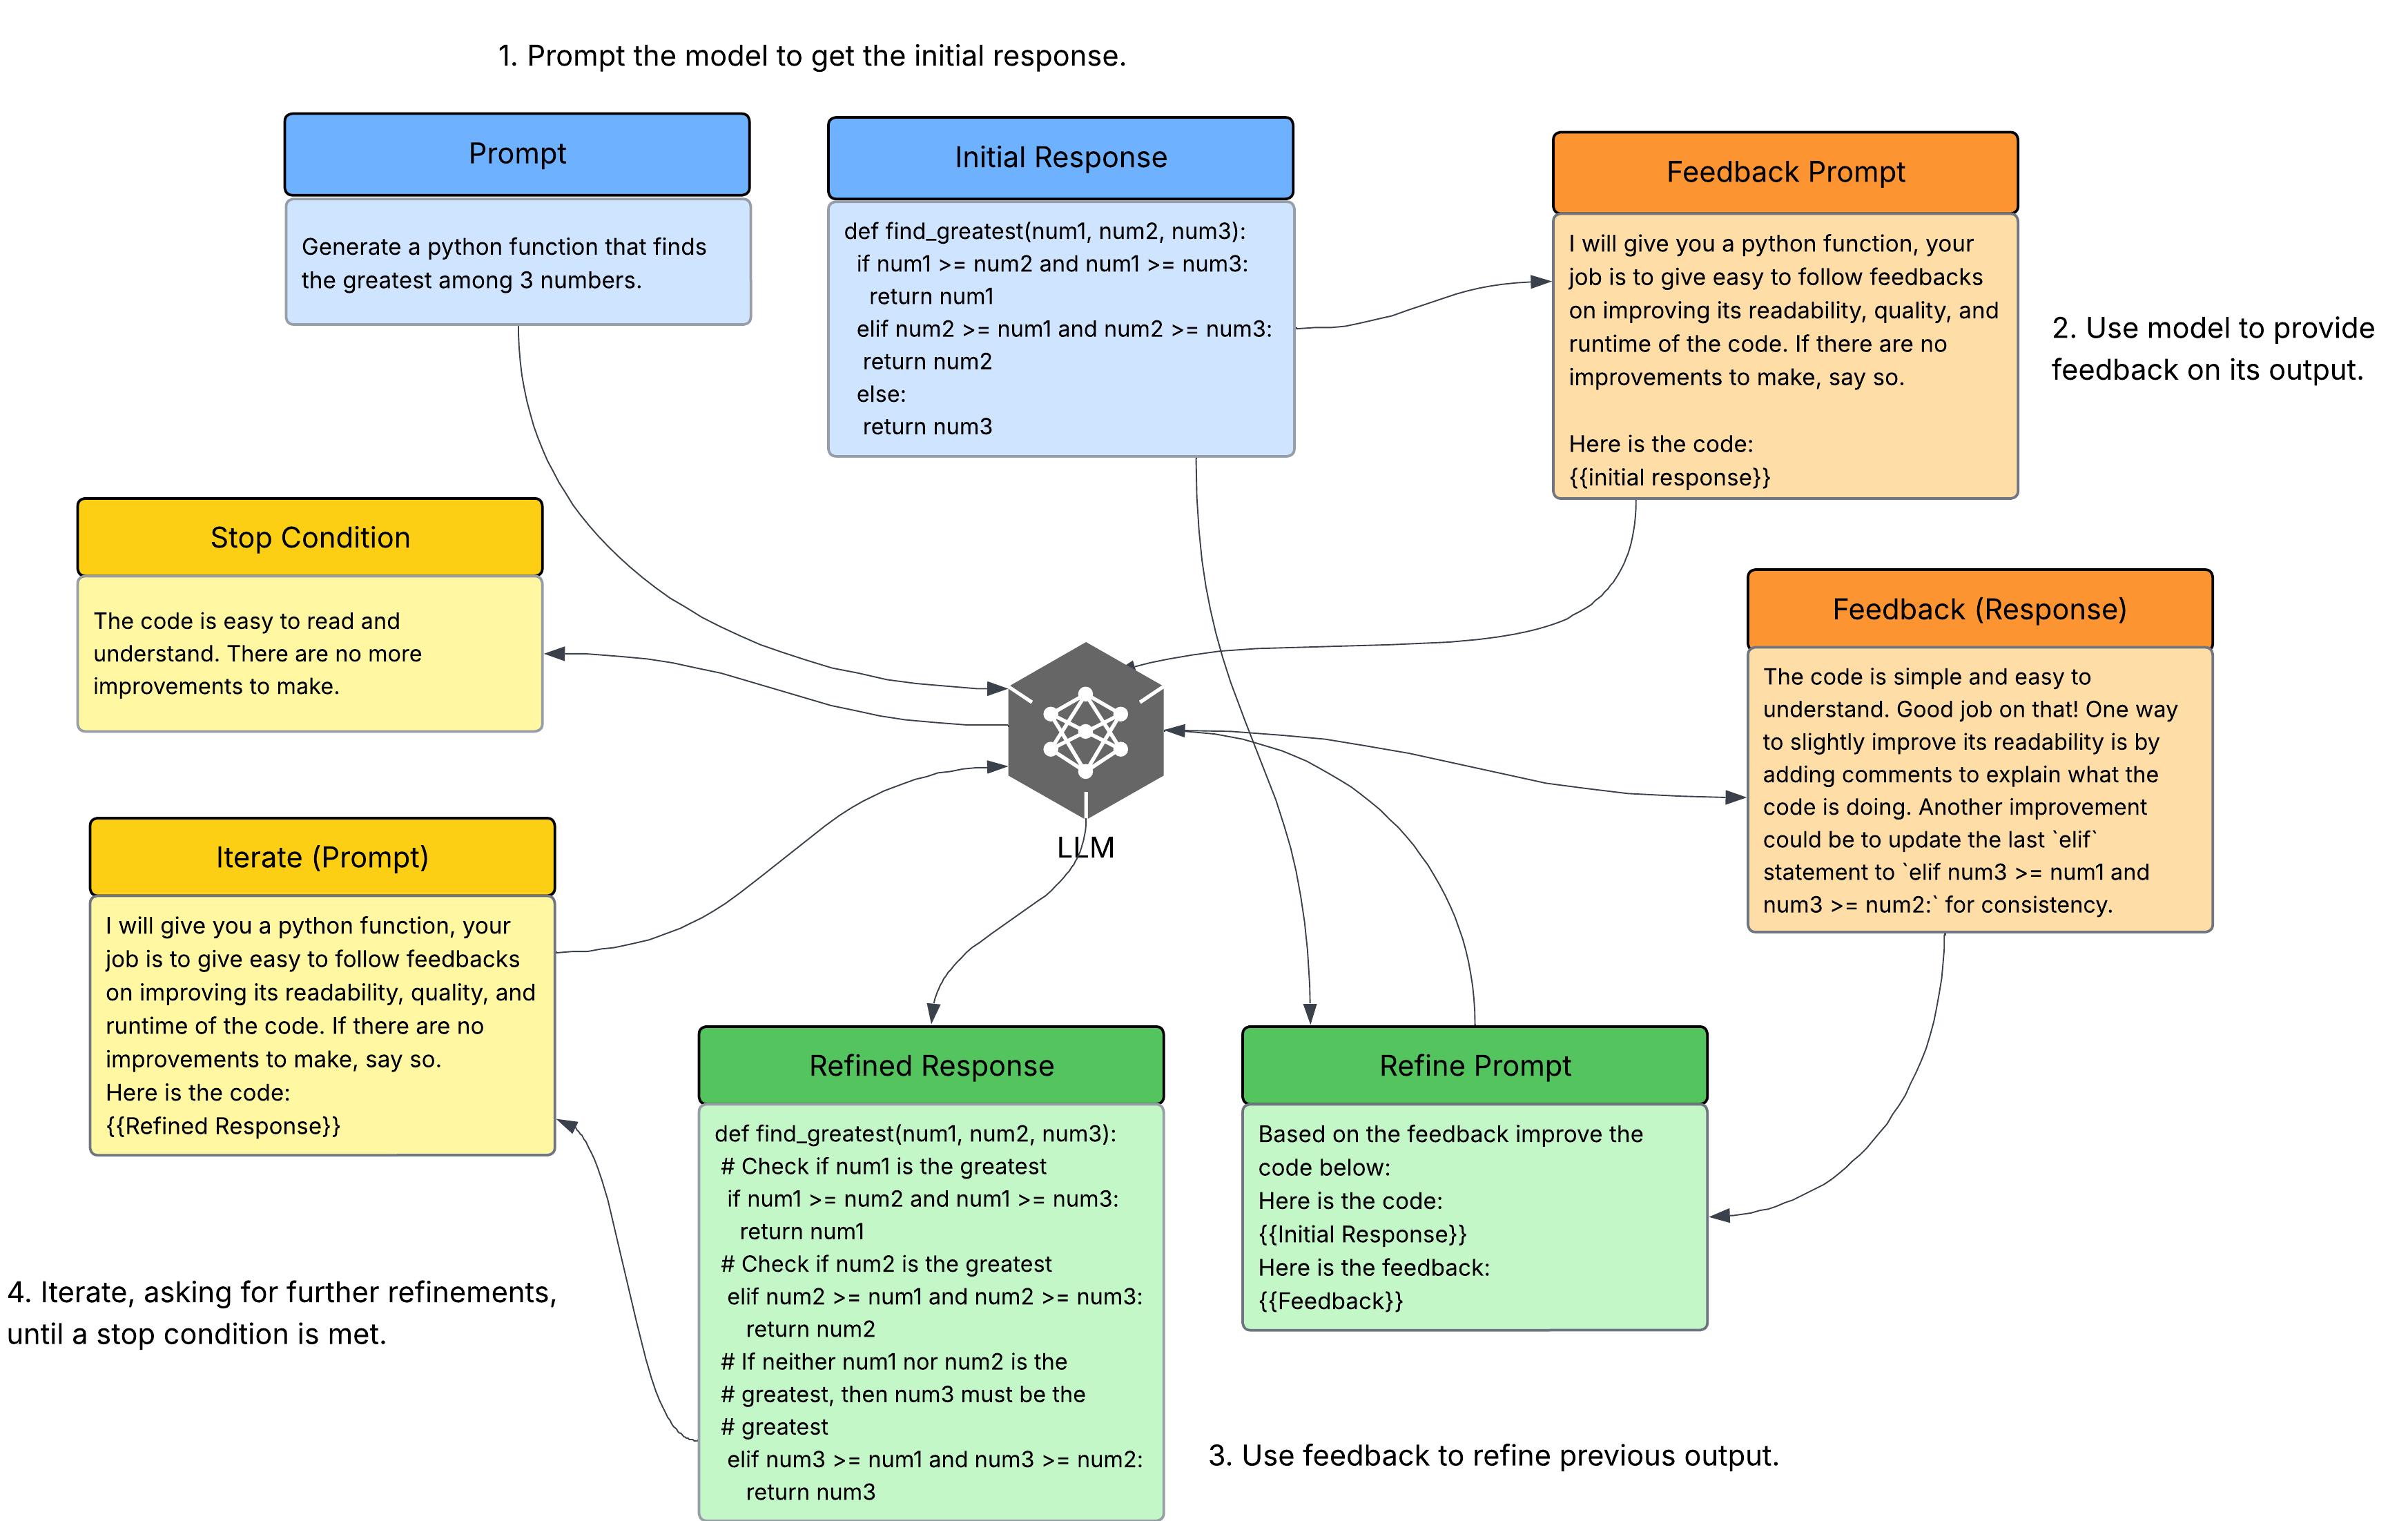 1. Prompt the model to get the initial response.
Prompt
Generate a python function that finds
the greatest among 3 numbers.
Initial Response
def find_greatest(num1, num2, num3):
if num1 >= num2 and num1 >= num3:
return num1
elif num2 >= num1 and num2 >= num3:
return num2
else:
return num3
Feedback Prompt
I will give you a python function, your
job is to give easy to follow feedbacks
on improving its readability, quality, and
runtime of the code. If there are no
improvements to make, say so.
Here is the code:
{{initial response}}
2. Use model to provide
feedback on its output.
Stop Condition
The code is easy to read and
understand. There are no more
improvements to make.
LLM
Feedback (Response)
The code is simple and easy to
understand. Good job on that! One way
to slightly improve its readability is by
adding comments to explain what the
code is doing. Another improvement
could be to update the last `elif`
statement to `elif num3 >= num1 and
num3 >= num2:` for consistency.
Iterate (Prompt)
I will give you a python function, your
job is to give easy to follow feedbacks
on improving its readability, quality, and
runtime of the code. If there are no
improvements to make, say so.
Here is the code:
{{Refined Response}}
Refined Response
def find_greatest(num1, num2, num3):
# Check if num1 is the greatest
if num1 >= num2 and num1 >= num3:
return num1
# Check if num2 is the greatest
elif num2 >= num1 and num2 >= num3:
return num2
# If neither num1 nor num2 is the
# greatest, then num3 must be the
# greatest
elif num3 >= num1 and num3 >= num2:
return num3
Refine Prompt
Based on the feedback improve the
code below:
Here is the code:
{{Initial Response}}
Here is the feedback:
{{Feedback}}
4. Iterate, asking for further refinements,
until a stop condition is met.
3. Use feedback to refine previous output.